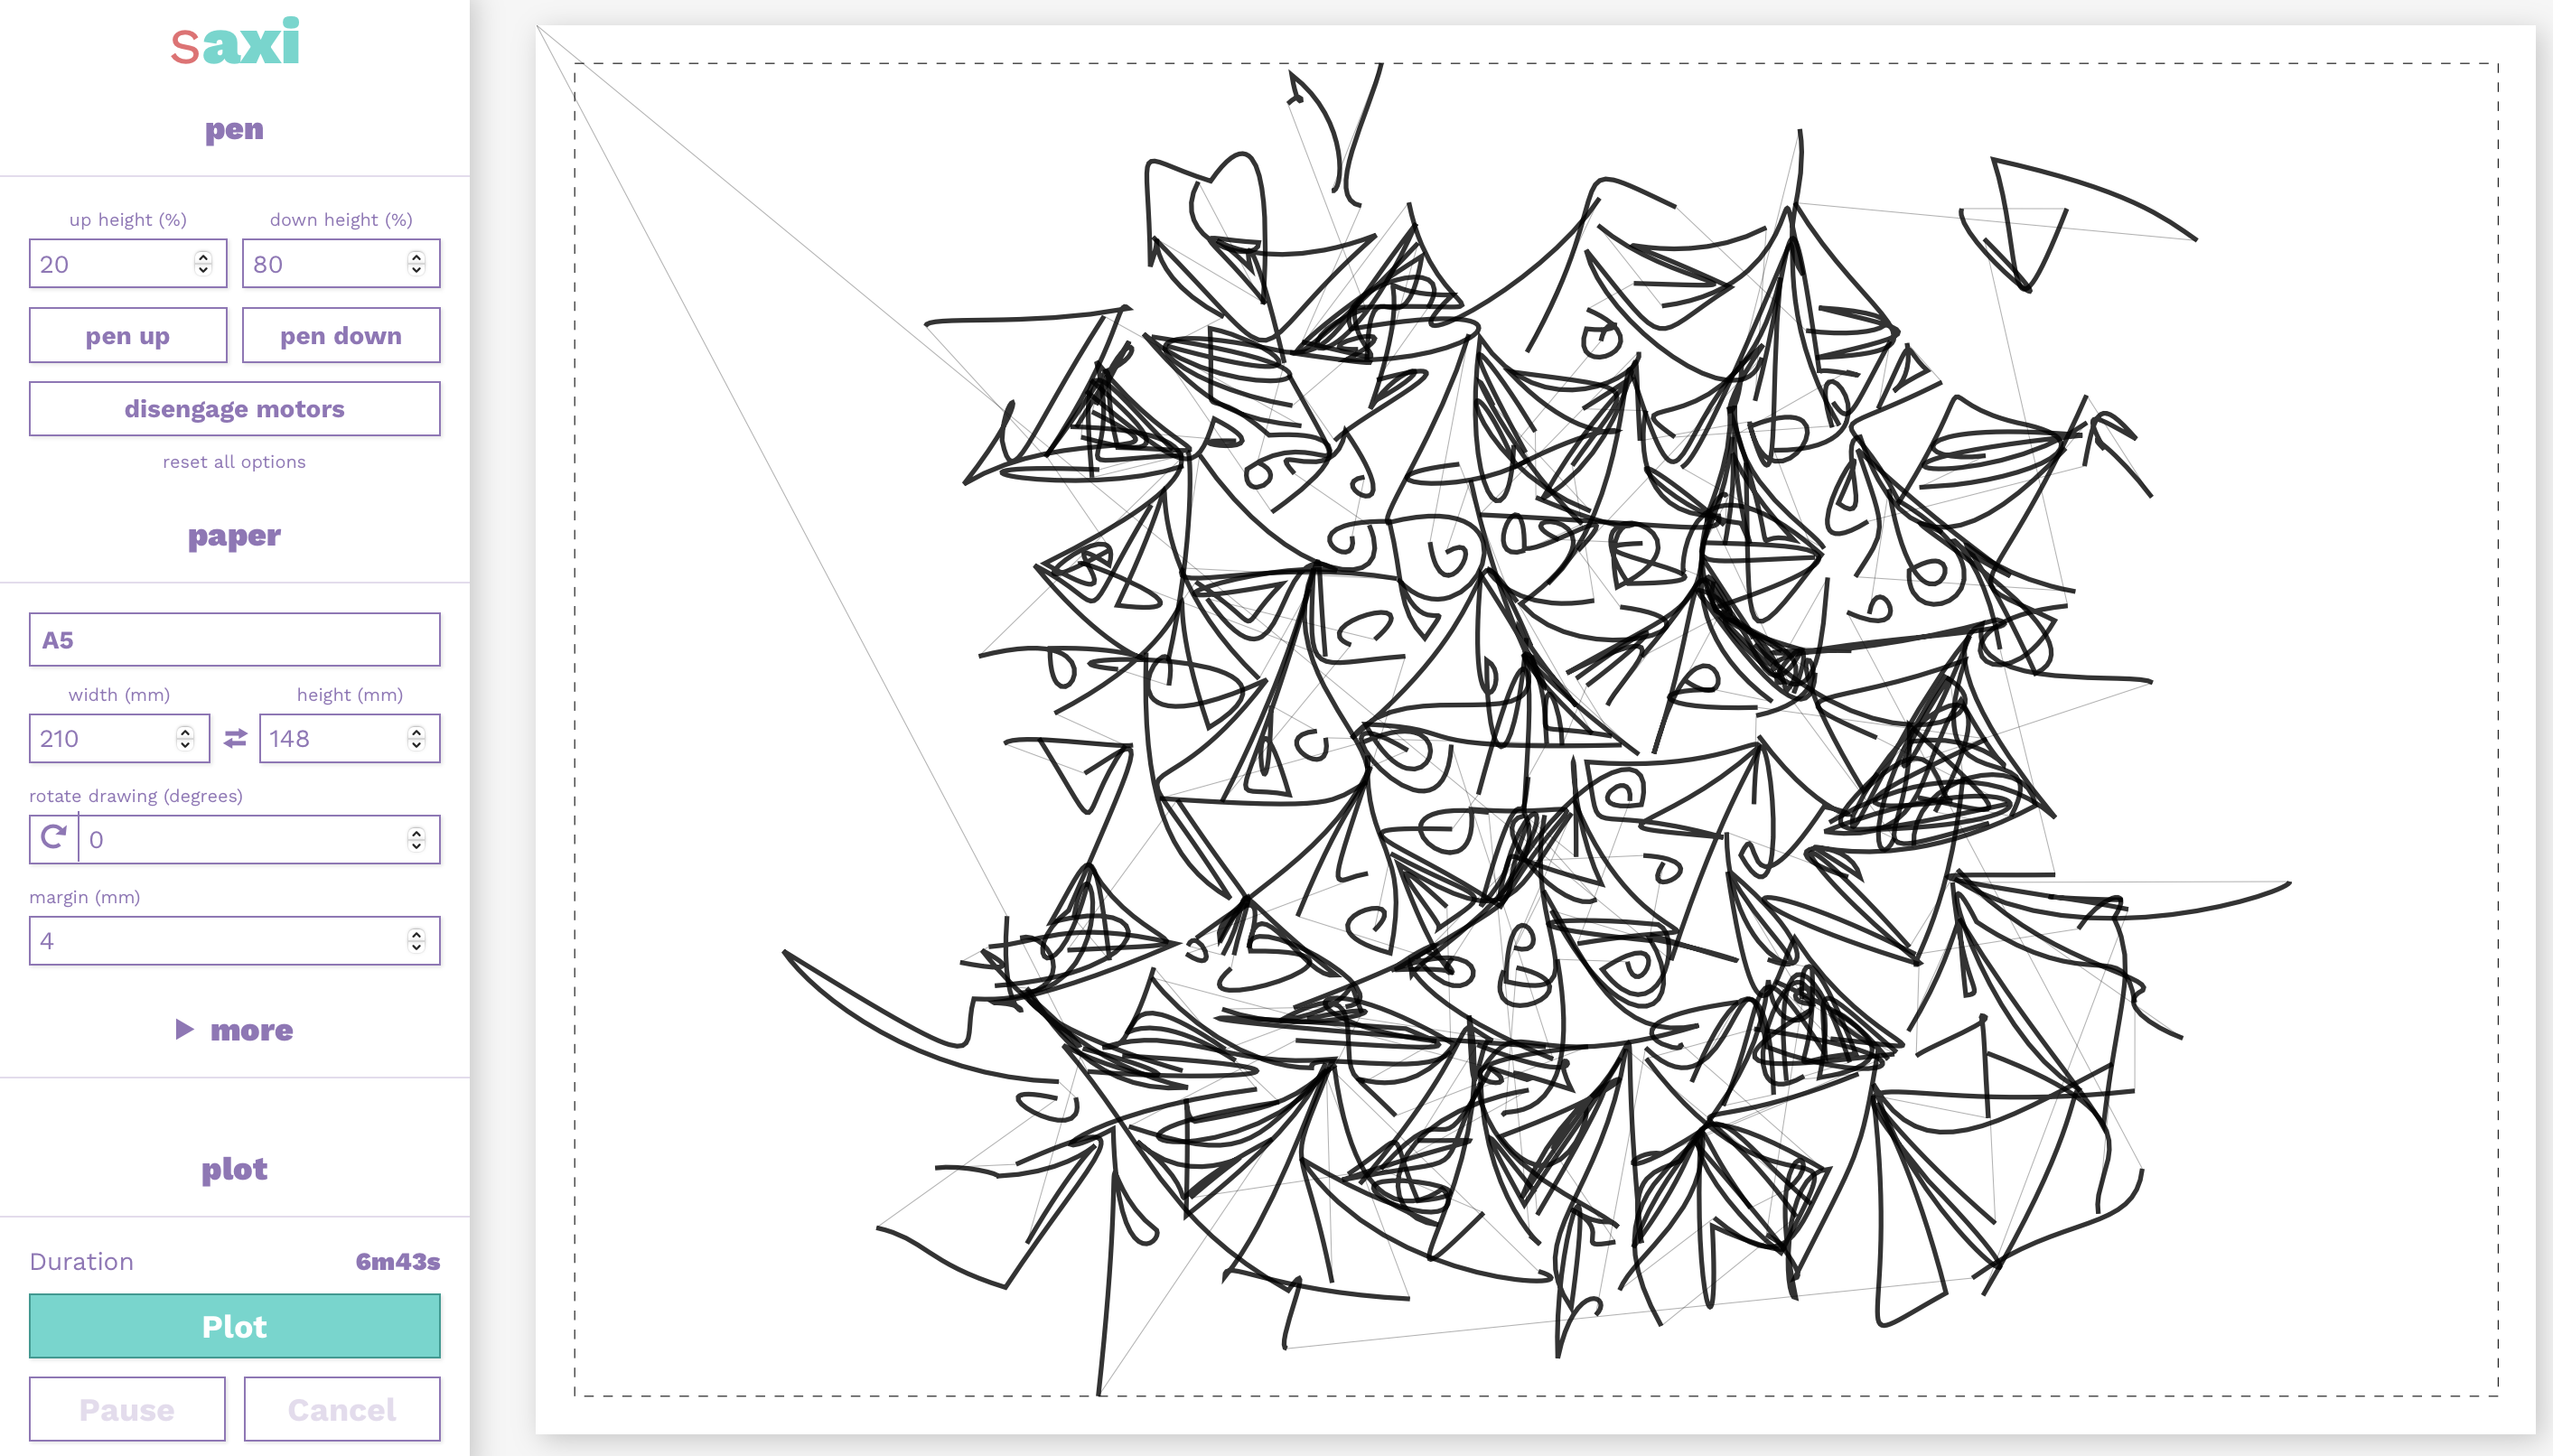 saxi
pen
up height (%) down height (%)
20 80
pen up pen down
disengage motors
reset all options
paper
A5
width (mm) height (mm)
210 148
rotate drawing (degrees)
0
margin (mm)
4
more
plot
Duration 6m43s
Plot
Pause Cancel